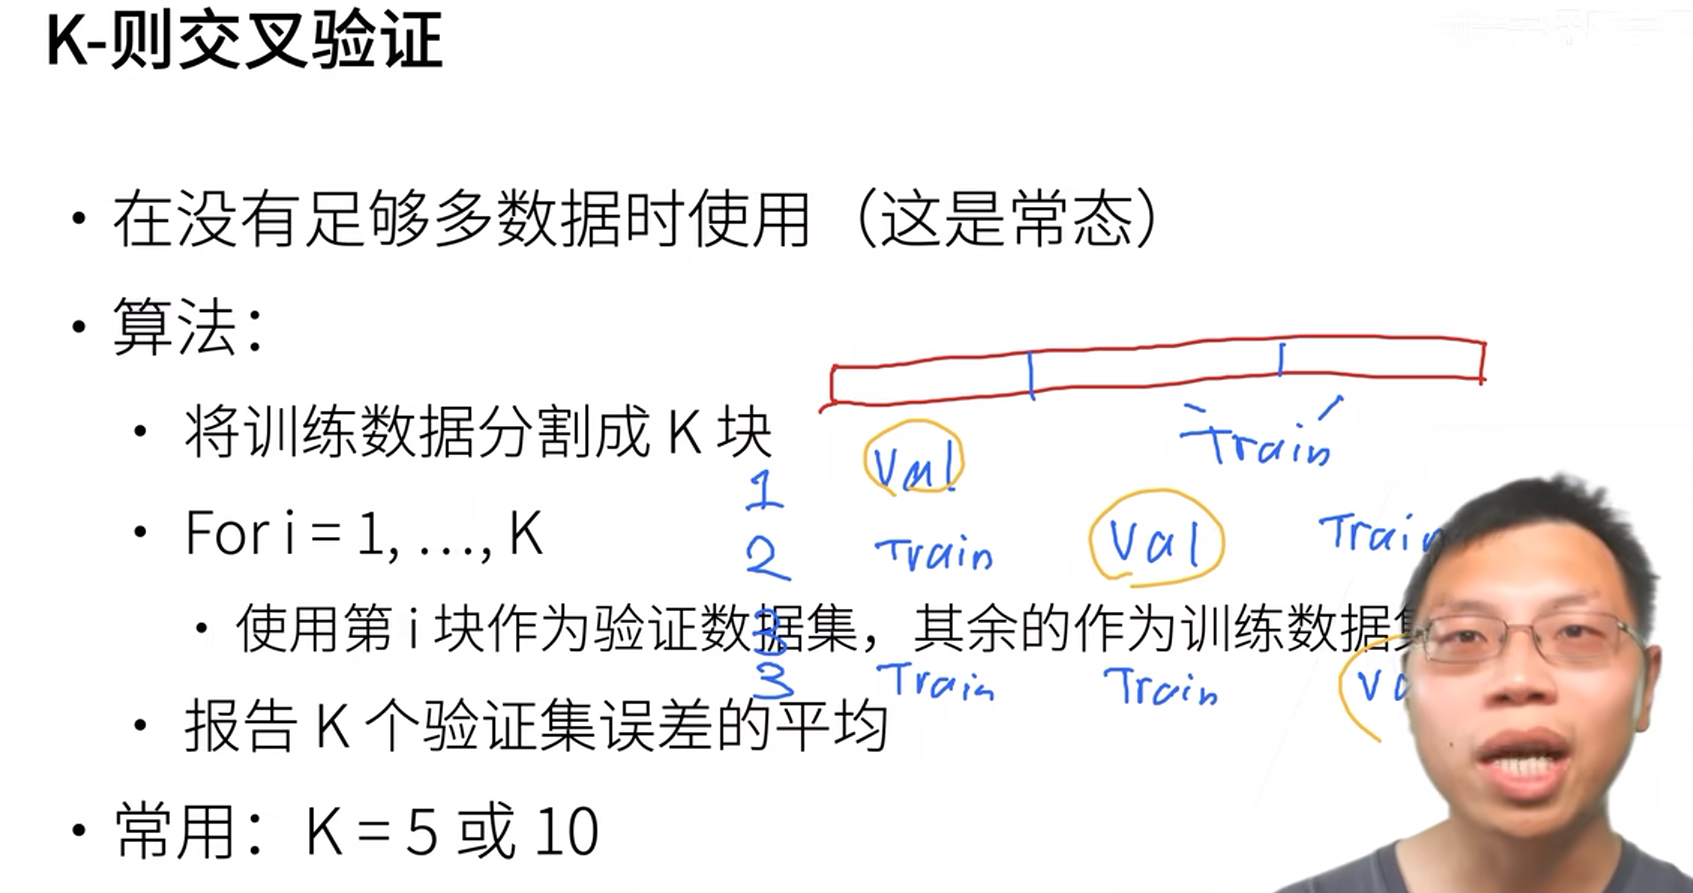 K-则交叉验证
• 在没有足够多数据时使用（这是常态）
• 算法：
• 将训练数据分割成 K 块
Val Train
1
• For i = 1, …, K
2 Train Val Train
• 使用第 i 块作为验证数据集，其余的作为训练数据
3
3 Train Train
• 报告 K 个验证集误差的平均
• 常用：K = 5 或 10